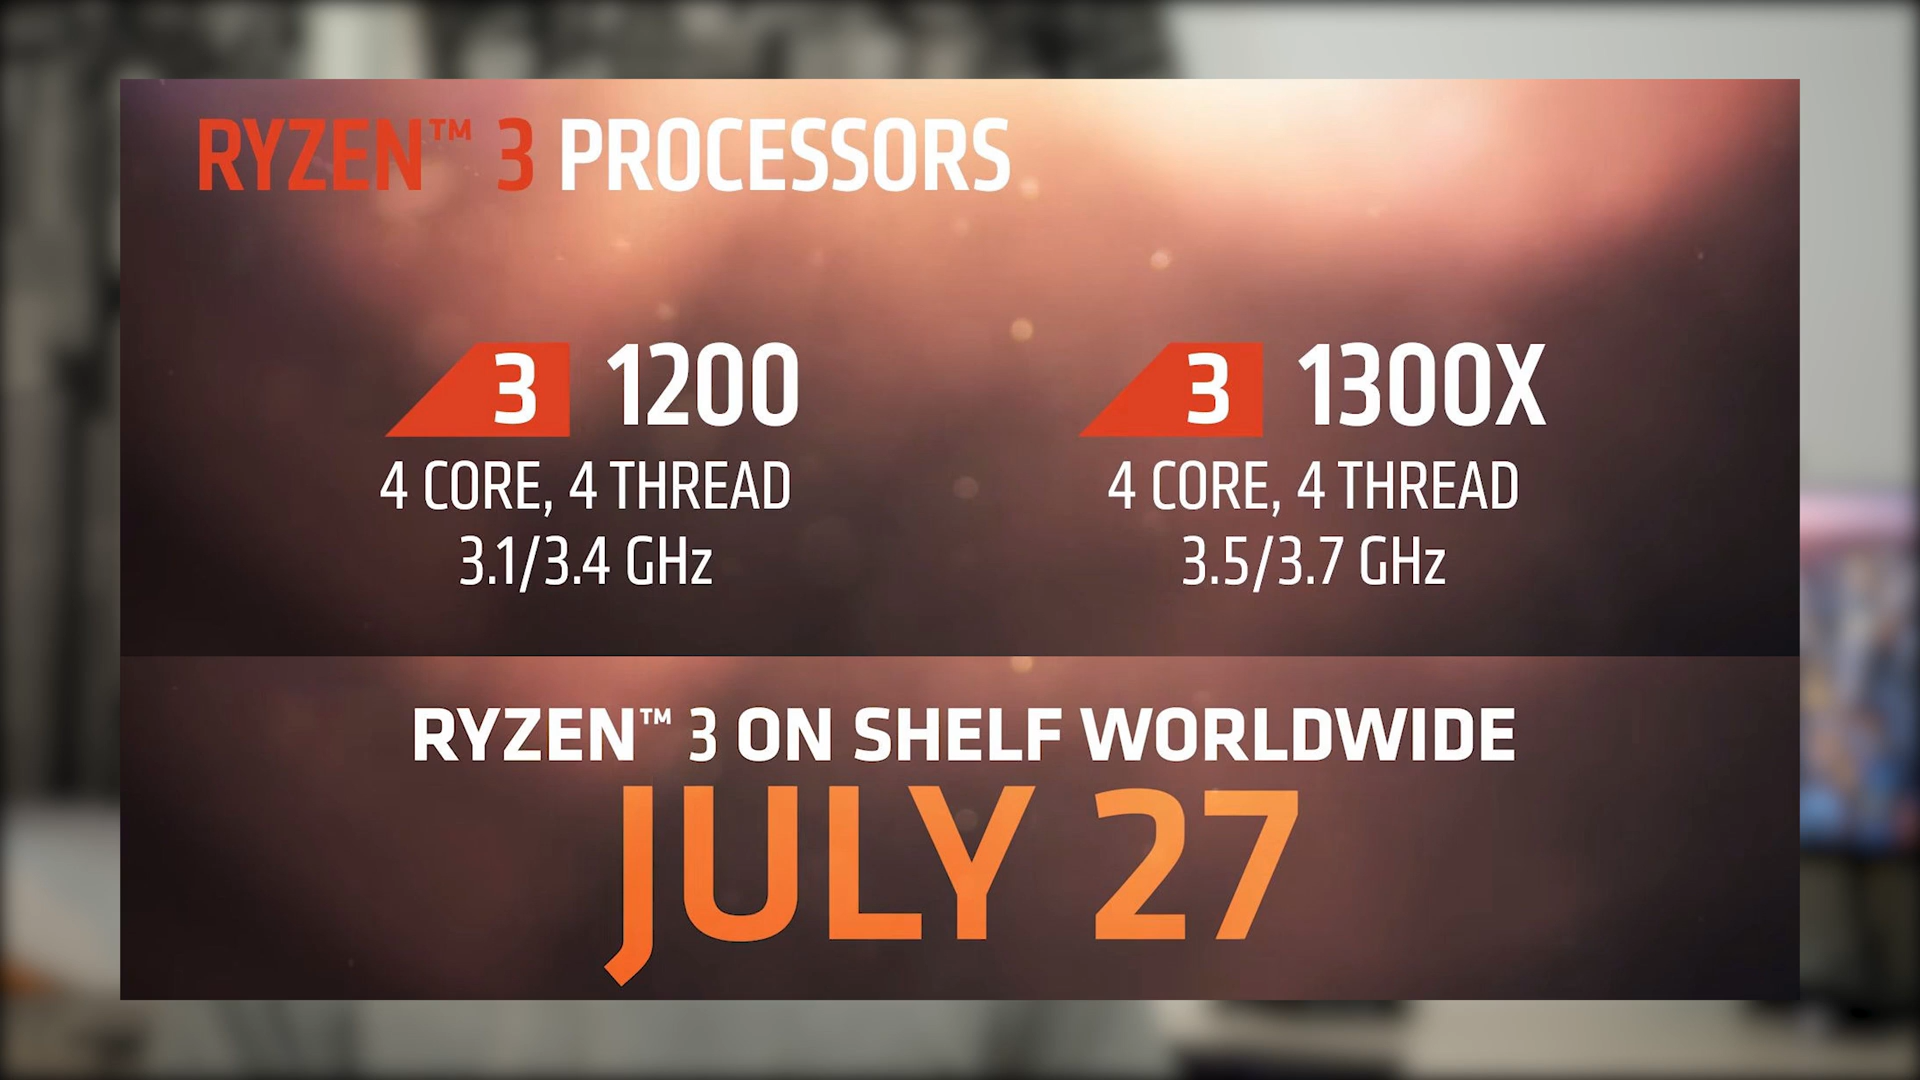 RYZEN™ 3 PROCESSORS
3 1200
4 CORE, 4 THREAD
3.1/3.4 GHz
3 1300X
4 CORE, 4 THREAD
3.5/3.7 GHz
RYZEN™ 3 ON SHELF WORLDWIDE
JULY 27